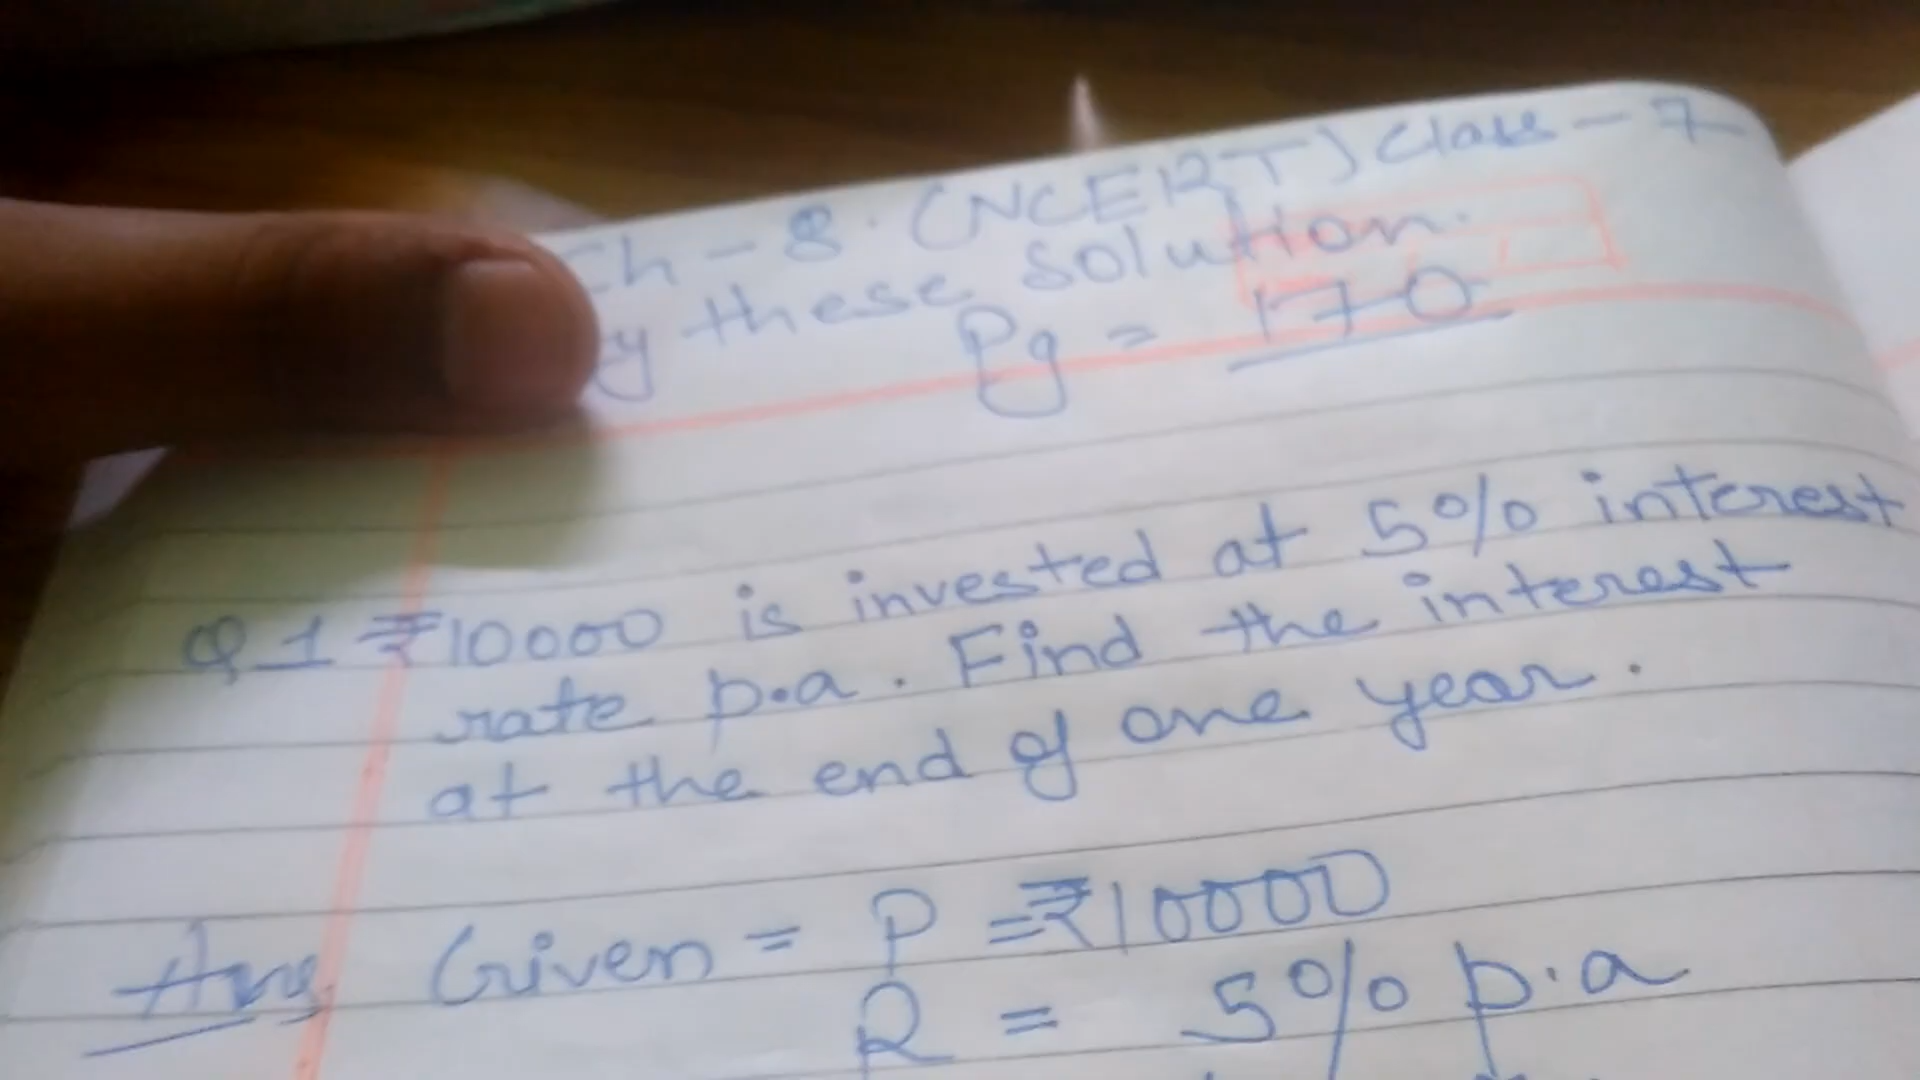 Ch - 8. (NCERT) Class - 7
these solution.
Pg = 170
Q 1 ₹10000 is invested at 5% interest
rate p.a. Find the interest
at the end of one year.
Ans Given = P = ₹10000
R = 5% p.a